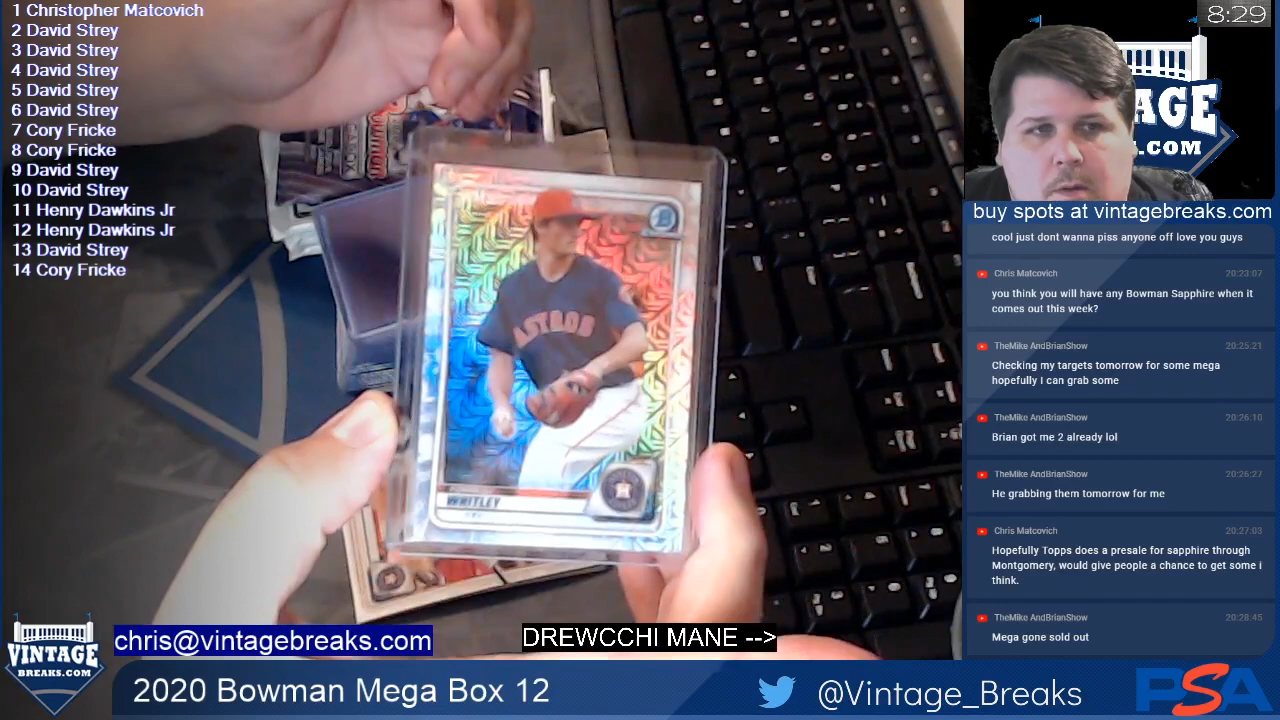 1 Christopher Matcovich
2 David Strey
3 David Strey
4 David Strey
5 David Strey
6 David Strey
7 Cory Fricke
8 Cory Fricke
9 David Strey
10 David Strey
11 Henry Dawkins Jr
12 Henry Dawkins Jr
13 David Strey
14 Cory Fricke
ASTROS
WHITLEY
8:29
buy spots at vintagebreaks.com
cool just dont wanna piss anyone off love you guys
Chris Matcovich 20:23:07
you think you will have any Bowman Sapphire when it
comes out this week?
TheMike AndBrianShow 20:25:21
Checking my targets tomorrow for some mega
hopefully I can grab some
TheMike AndBrianShow 20:26:10
Brian got me 2 already lol
TheMike AndBrianShow 20:26:27
He grabbing them tomorrow for me
Chris Matcovich 20:27:03
Hopefully Topps does a presale for sapphire through
Montgomery, would give people a chance to get some i
think.
TheMike AndBrianShow 20:28:45
Mega gone sold out
VINTAGE
BREAKS.COM
chris@vintagebreaks.com
DREWCCHI MANE -->
2020 Bowman Mega Box 12
@Vintage_Breaks
PSA